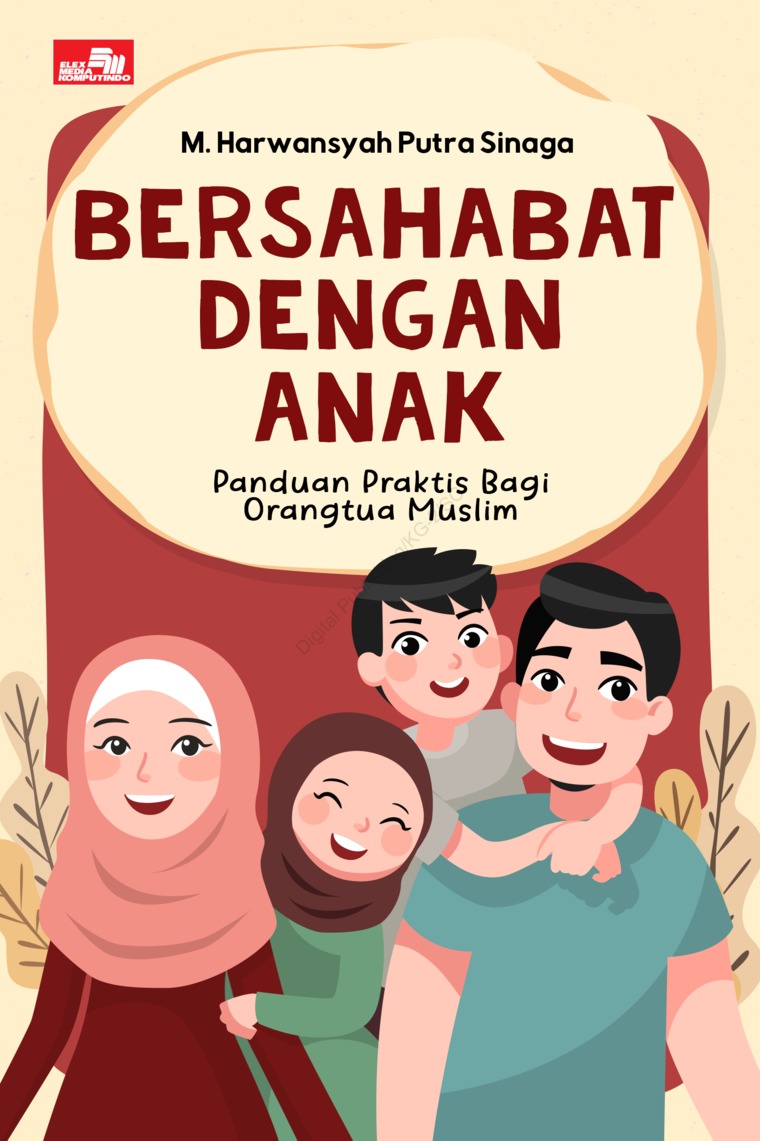 ELEX
MEDIA
KOMPUTINDO
M. Harwansyah Putra Sinaga
BERSAHABAT
DENGAN
ANAK
Panduan Praktis Bagi
Orangtua Muslim